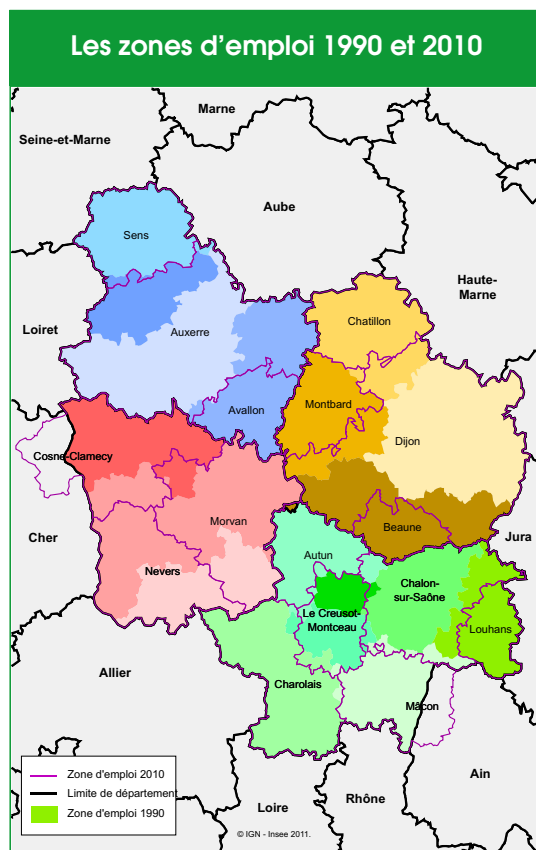 Les zones d'emploi 1990 et 2010
Marne
Seine-et-Marne
Aube
Sens
Haute-
Marne
Loiret
Chatillon
Auxerre
Avallon
Montbard
Dijon
Cosne-Clamecy
Morvan
Beaune
Cher
Jura
Autun
Nevers
Chalon-
sur-Saône
Le Creusot-
Montceau
Louhans
Allier
Charolais
Mâcon
Ain
Zone d'emploi 2010
Limite de département
Zone d'emploi 1990
Loire
Rhône
© IGN - Insee 2011.